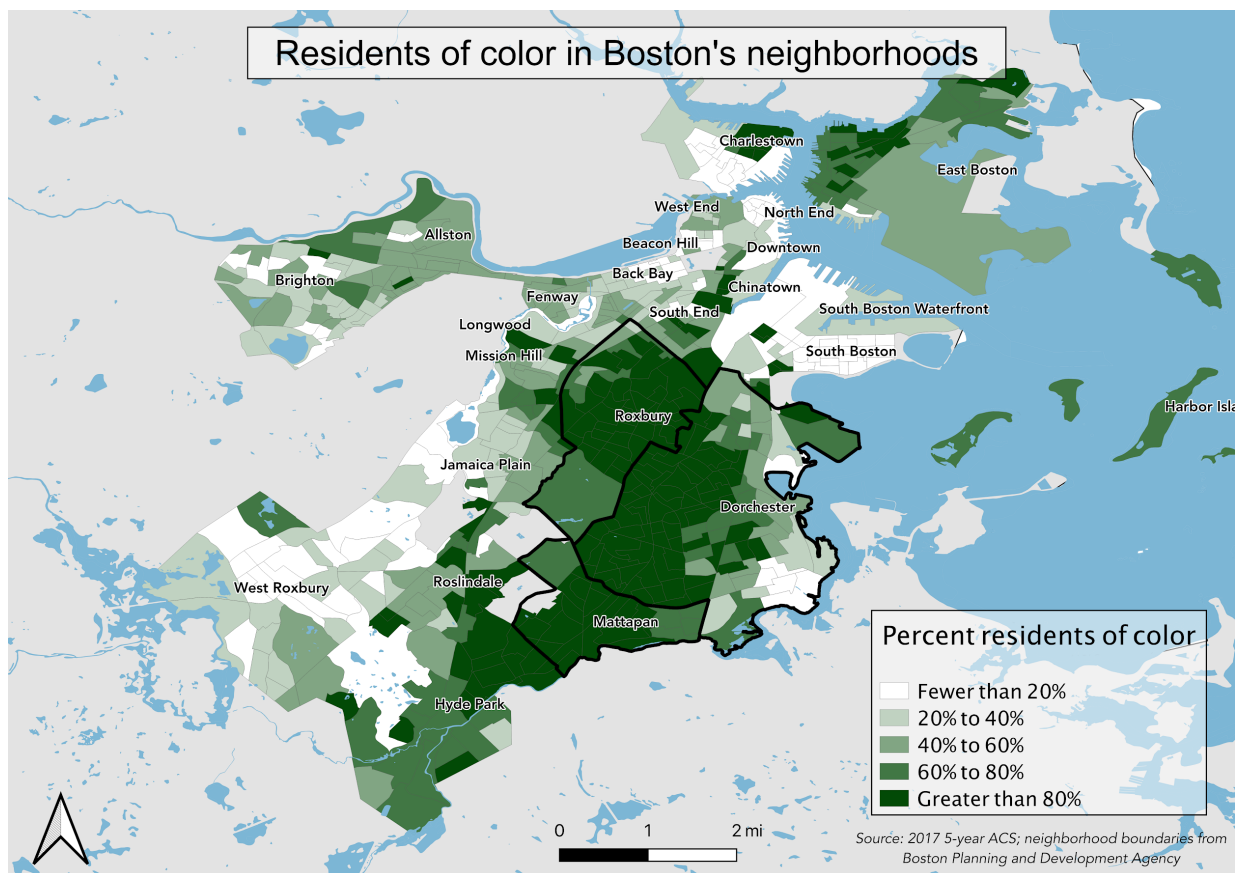 Residents of color in Boston's neighborhoods
Charlestown
East Boston
West End
North End
Allston
Beacon Hill
Downtown
Back Bay
Brighton
Chinatown
Fenway
South End
South Boston Waterfront
Longwood
South Boston
Mission Hill
Harbor Isla
Roxbury
Jamaica Plain
Dorchester
Roslindale
West Roxbury
Mattapan
Hyde Park
Percent residents of color
Fewer than 20%
20% to 40%
40% to 60%
60% to 80%
Greater than 80%
0 1 2 mi
Source: 2017 5-year ACS; neighborhood boundaries from
Boston Planning and Development Agency